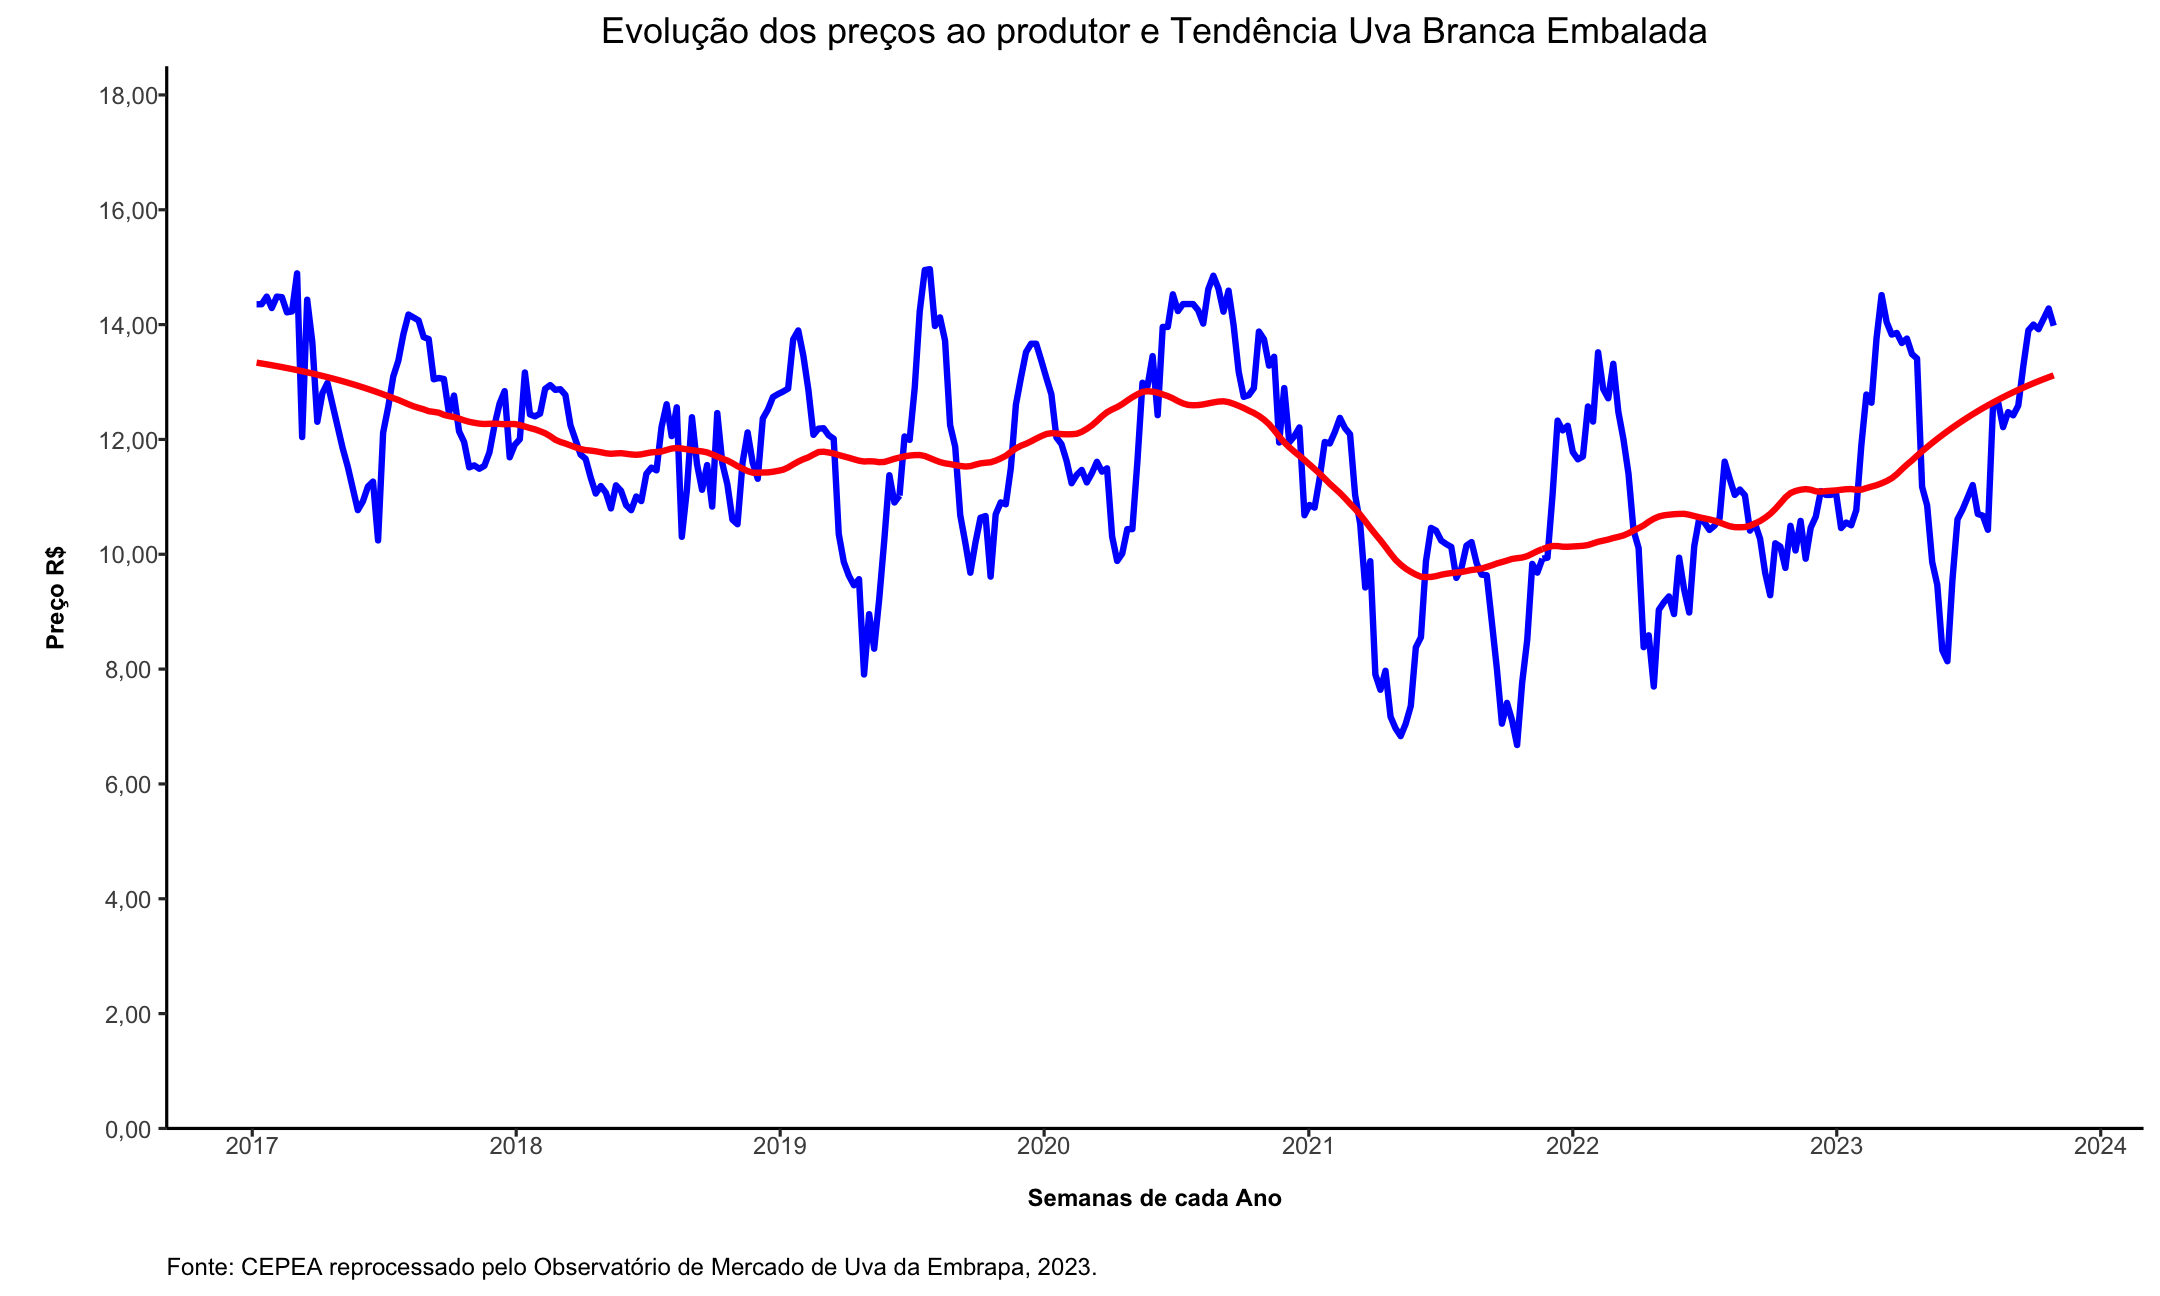 Evolução dos preços ao produtor e Tendência Uva Branca Embalada
18,00
16,00
14,00
12,00
10,00
8,00
6,00
4,00
2,00
0,00
Preço R$
2017 2018 2019 2020 2021 2022 2023 2024
Semanas de cada Ano
Fonte: CEPEA reprocessado pelo Observatório de Mercado de Uva da Embrapa, 2023.